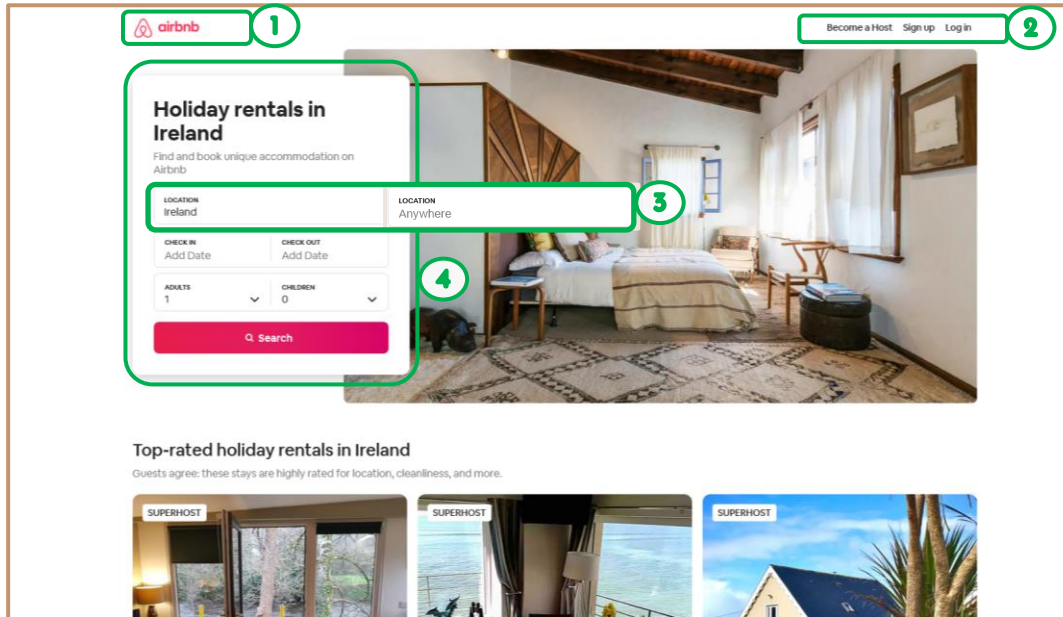 airbnb
1
Become a Host Sign up Log in
2
Holiday rentals in
Ireland
Find and book unique accommodation on
Airbnb
LOCATION
Ireland
LOCATION
Anywhere
3
CHECK IN
Add Date
CHECK OUT
Add Date
4
ADULTS
1
CHILDREN
0
Search
Top-rated holiday rentals in Ireland
Guests agree: these stays are highly rated for location, cleanliness, and more.
SUPERHOST
SUPERHOST
SUPERHOST